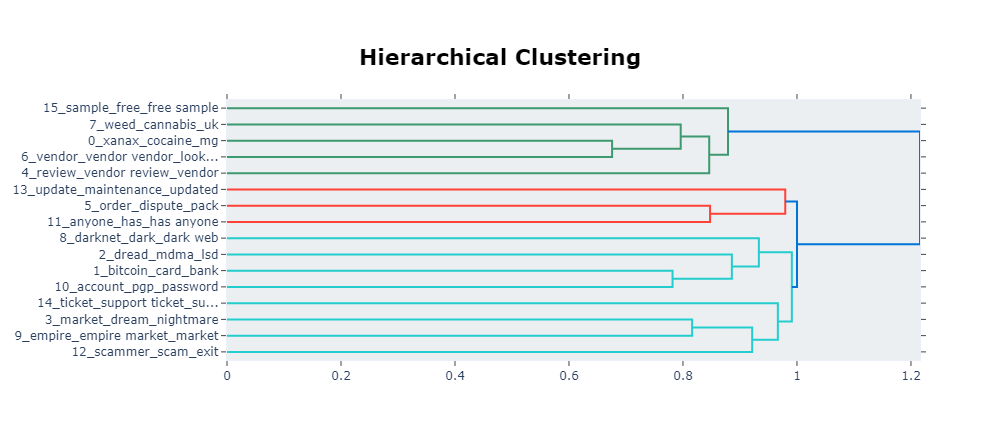 Hierarchical Clustering
15_sample_free_free sample
7_weed_cannabis_uk
0_xanax_cocaine_mg
6_vendor_vendor vendor_look...
4_review_vendor review_vendor
13_update_maintenance_updated
5_order_dispute_pack
11_anyone_has_has anyone
8_darknet_dark_dark web
2_dread_mdma_lsd
1_bitcoin_card_bank
10_account_pgp_password
14_ticket_support ticket_su...
3_market_dream_nightmare
9_empire_empire market_market
12_scammer_scam_exit
0 0.2 0.4 0.6 0.8 1 1.2